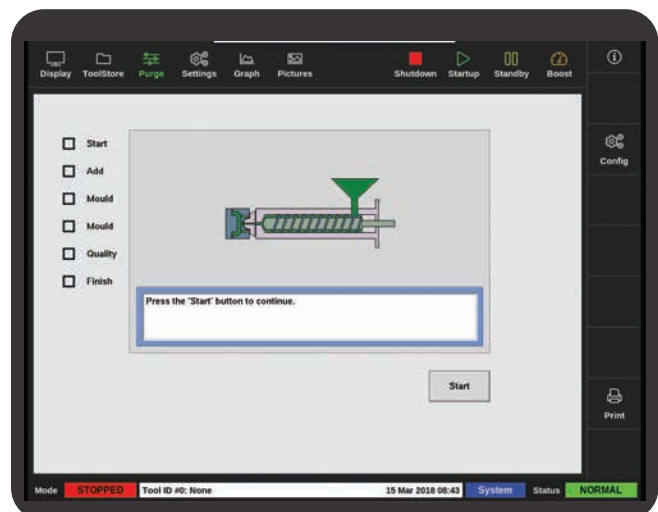 Display ToolStore Purge Settings Graph Pictures Shutdown Startup Standby Boost
Config
Print
Start
Add
Mould
Mould
Quality
Finish
Press the 'Start' button to continue.
Start
Mode STOPPED Tool ID #0: None 15 Mar 2018 08:43 System Status NORMAL